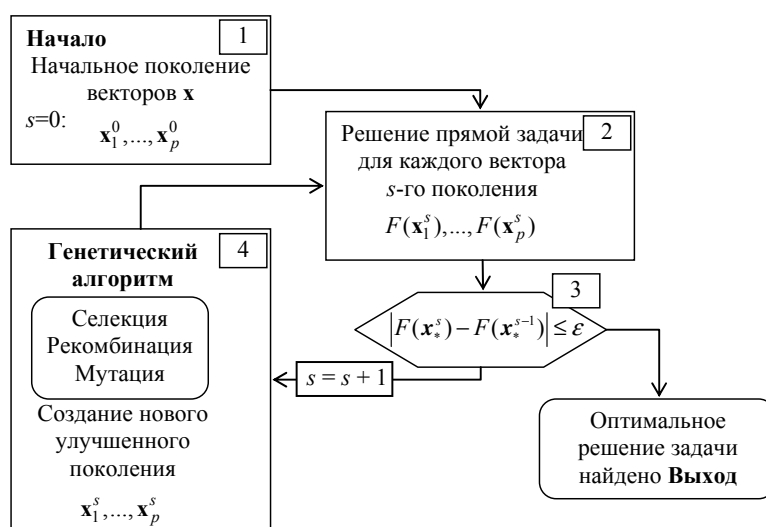 1
Начало
Начальное поколение
векторов x
s=0:
x₁⁰,...,xₚ⁰
2
Решение прямой задачи
для каждого вектора
s-го поколения
F(x₁ˢ),...,F(xₚˢ)
3
|F(x⁎ˢ) − F(x⁎ˢ⁻¹)| ≤ ε
s = s + 1
4
Генетический
алгоритм
Селекция
Рекомбинация
Мутация
Создание нового
улучшенного
поколения
x₁ˢ,...,xₚˢ
Оптимальное
решение задачи
найдено Выход